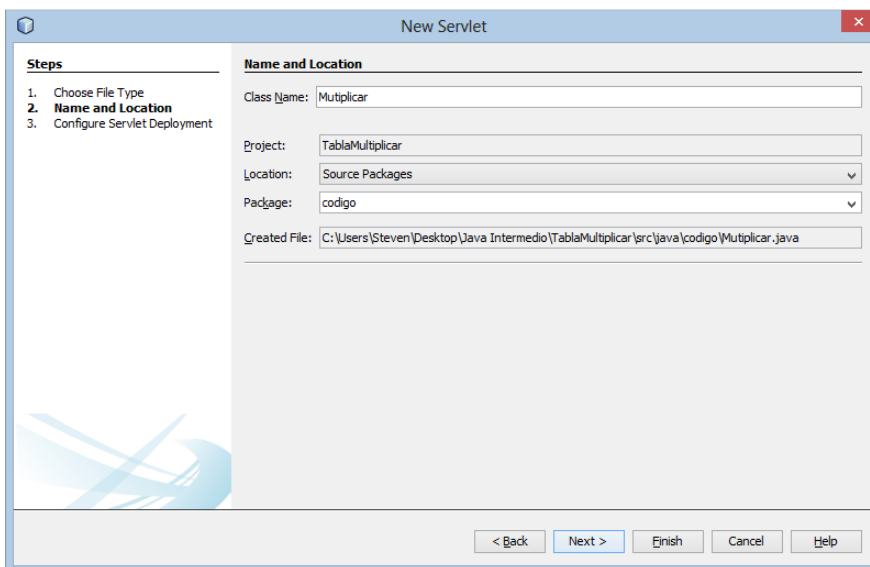 New Servlet
Steps
1. Choose File Type
2. Name and Location
3. Configure Servlet Deployment
Name and Location
Class Name: Mutiplicar
Project: TablaMultiplicar
Location: Source Packages
Package: codigo
Created File: C:\Users\Steven\Desktop\Java Intermedio\TablaMultiplicar\src\java\codigo\Mutiplicar.java
< Back Next > Finish Cancel Help